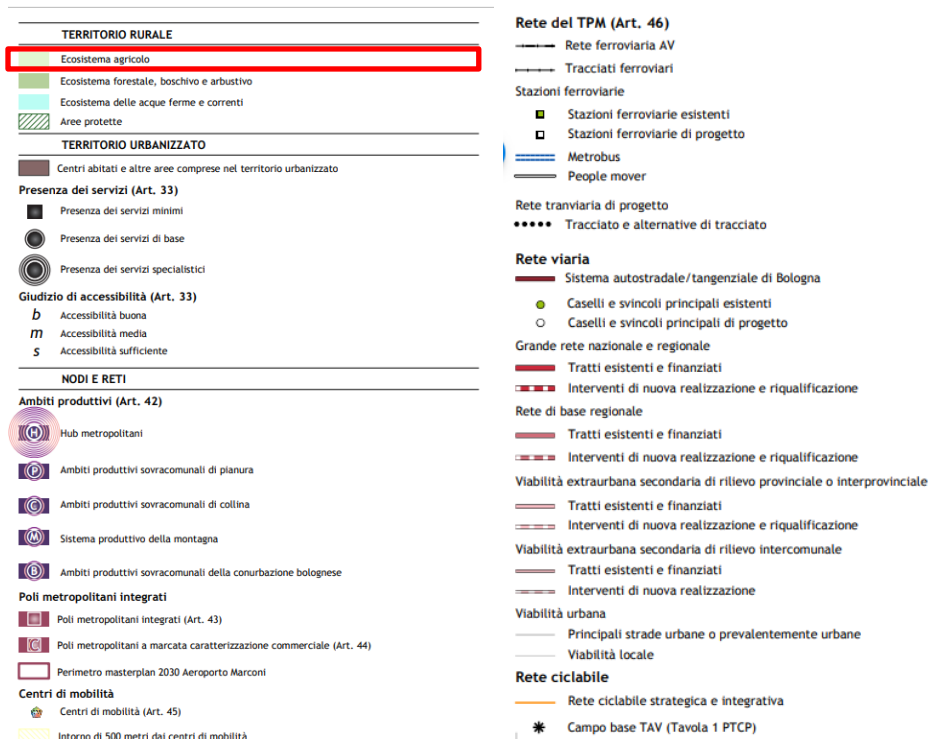 TERRITORIO RURALE
Ecosistema agricolo
Ecosistema forestale, boschivo e arbustivo
Ecosistema delle acque ferme e correnti
Aree protette
TERRITORIO URBANIZZATO
Centri abitati e altre aree comprese nel territorio urbanizzato
Presenza dei servizi (Art. 33)
Presenza dei servizi minimi
Presenza dei servizi di base
Presenza dei servizi specialistici
Giudizio di accessibilità (Art. 33)
b Accessibilità buona
m Accessibilità media
s Accessibilità sufficiente
NODI E RETI
Ambiti produttivi (Art. 42)
H Hub metropolitani
P Ambiti produttivi sovracomunali di pianura
C Ambiti produttivi sovracomunali di collina
M Sistema produttivo della montagna
B Ambiti produttivi sovracomunali della conurbazione bolognese
Poli metropolitani integrati
Poli metropolitani integrati (Art. 43)
C Poli metropolitani a marcata caratterizzazione commerciale (Art. 44)
Perimetro masterplan 2030 Aeroporto Marconi
Centri di mobilità
Centri di mobilità (Art. 45)
Intorno di 500 metri dai centri di mobilità
Rete del TPM (Art. 46)
Rete ferroviaria AV
Tracciati ferroviari
Stazioni ferroviarie
Stazioni ferroviarie esistenti
Stazioni ferroviarie di progetto
Metrobus
People mover
Rete tranviaria di progetto
Tracciato e alternative di tracciato
Rete viaria
Sistema autostradale/tangenziale di Bologna
Caselli e svincoli principali esistenti
Caselli e svincoli principali di progetto
Grande rete nazionale e regionale
Tratti esistenti e finanziati
Interventi di nuova realizzazione e riqualificazione
Rete di base regionale
Tratti esistenti e finanziati
Interventi di nuova realizzazione e riqualificazione
Viabilità extraurbana secondaria di rilievo provinciale o interprovinciale
Tratti esistenti e finanziati
Interventi di nuova realizzazione e riqualificazione
Viabilità extraurbana secondaria di rilievo intercomunale
Tratti esistenti e finanziati
Interventi di nuova realizzazione
Viabilità urbana
Principali strade urbane o prevalentemente urbane
Viabilità locale
Rete ciclabile
Rete ciclabile strategica e integrativa
Campo base TAV (Tavola 1 PTCP)